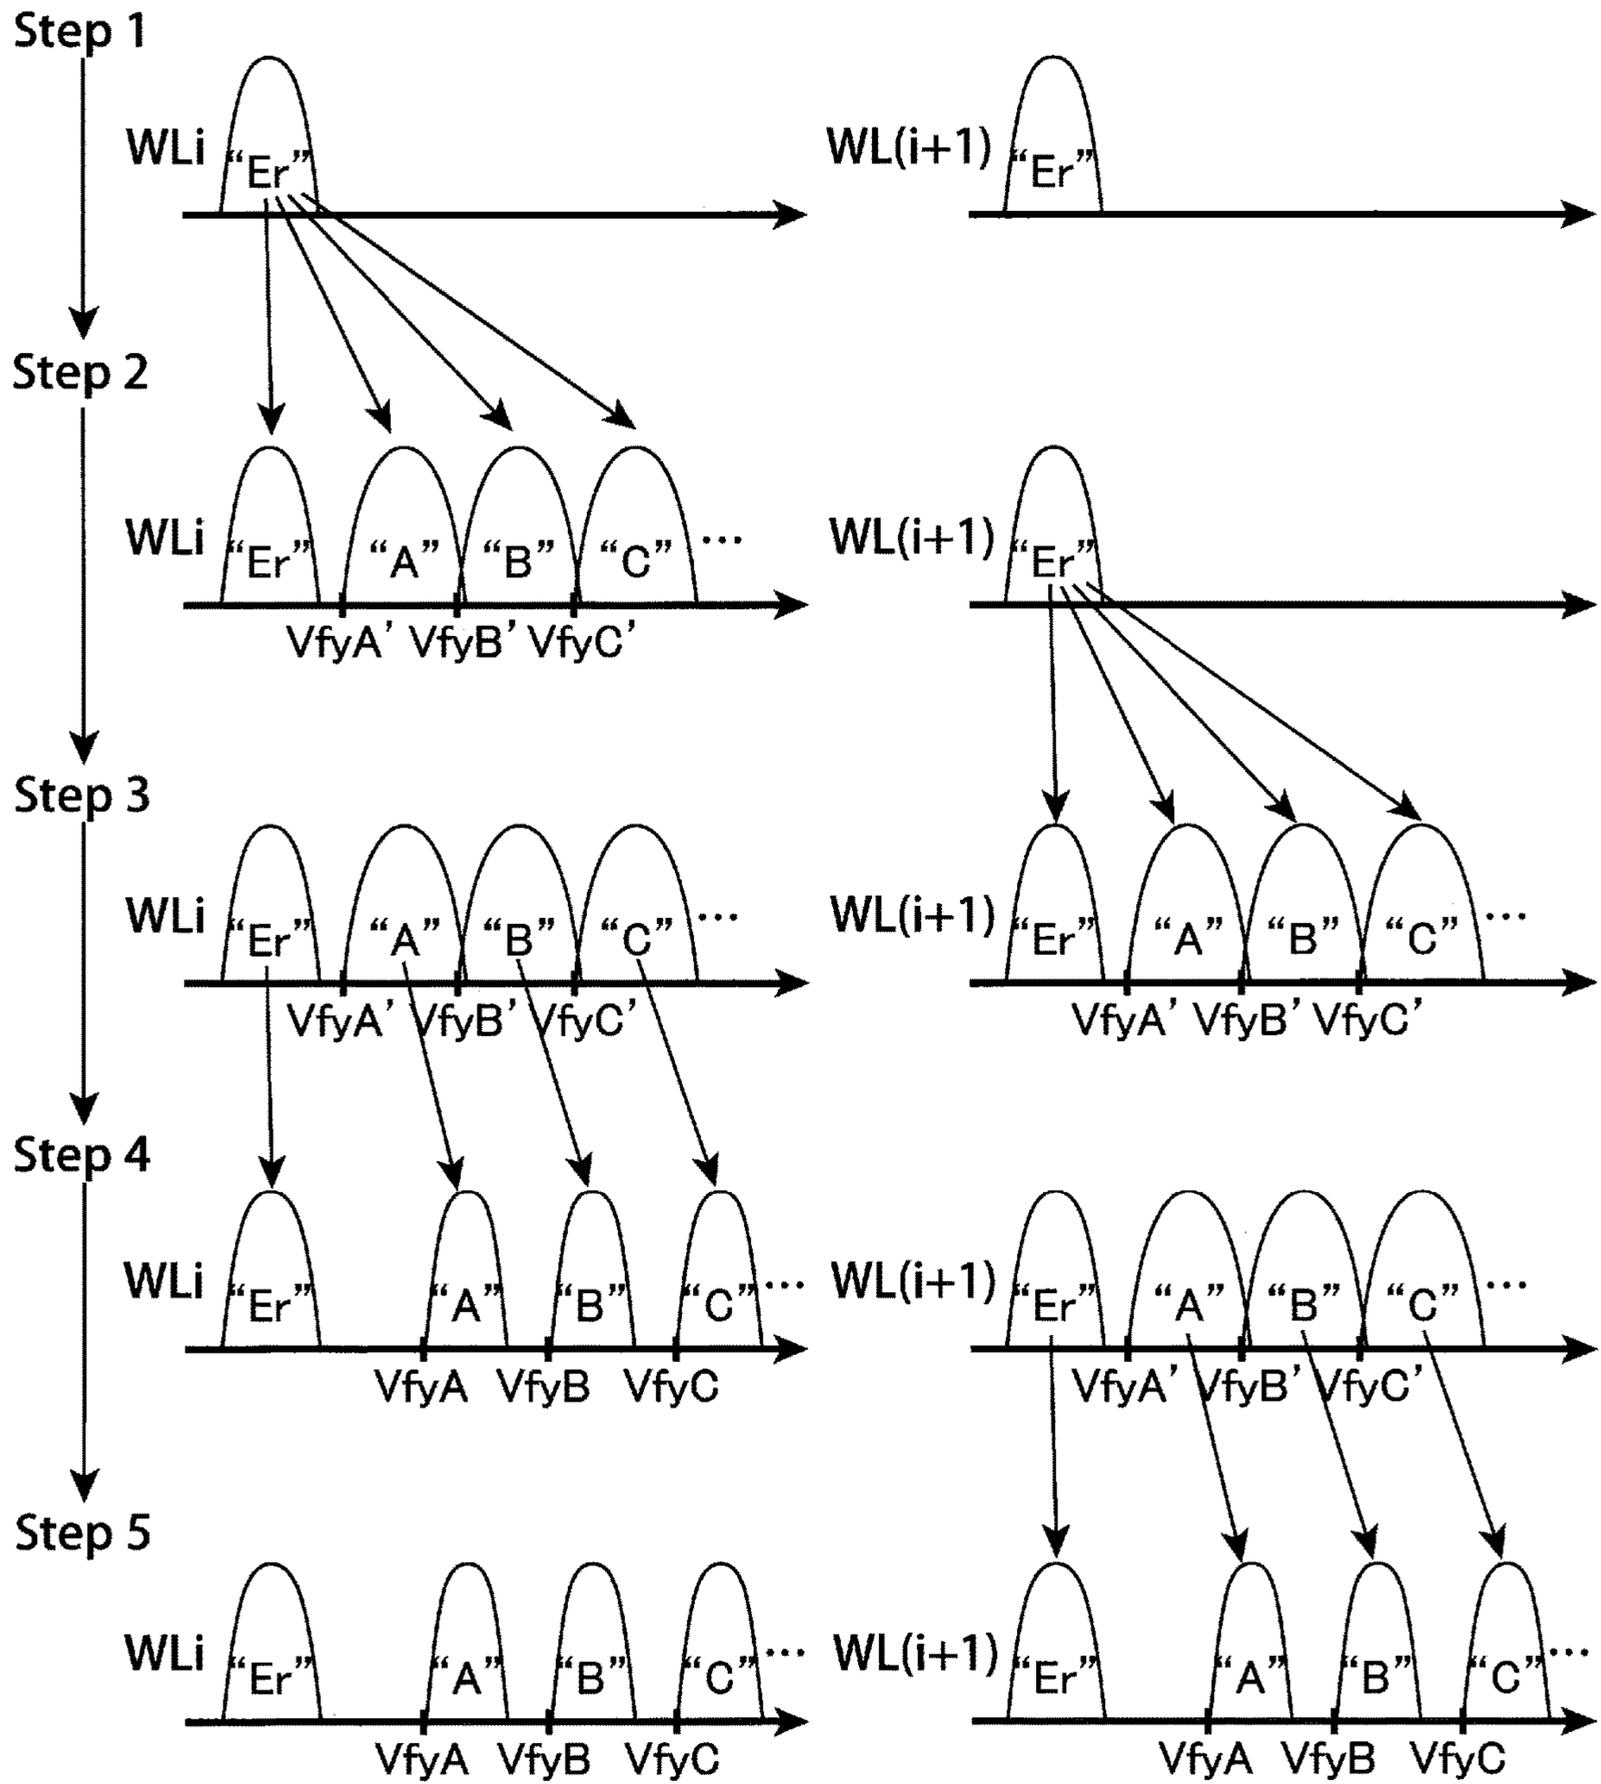 Step 1
WLi “Er” WL(i+1) “Er”
Step 2
WLi “Er” “A” “B” “C” ... WL(i+1) “Er”
VfyA’ VfyB’ VfyC’
Step 3
WLi “Er” “A” “B” “C” ... WL(i+1) “Er” “A” “B” “C” ...
VfyA’ VfyB’ VfyC’ VfyA’ VfyB’ VfyC’
Step 4
WLi “Er” “A” “B” “C” ... WL(i+1) “Er” “A” “B” “C” ...
VfyA VfyB VfyC VfyA’ VfyB’ VfyC’
Step 5
WLi “Er” “A” “B” “C” ... WL(i+1) “Er” “A” “B” “C” ...
VfyA VfyB VfyC VfyA VfyB VfyC